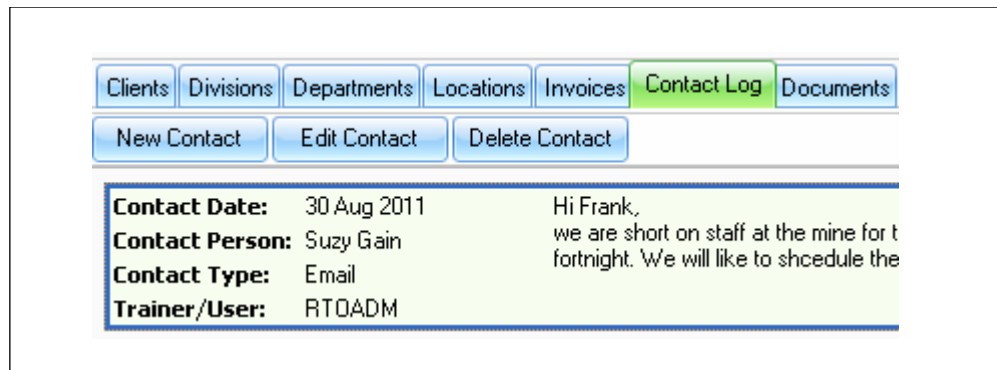 Clients Divisions Departments Locations Invoices Contact Log Documents
New Contact Edit Contact Delete Contact
Contact Date: 30 Aug 2011 Hi Frank,
Contact Person: Suzy Gain we are short on staff at the mine for t
fortnight. We will like to shcedule the
Contact Type: Email
Trainer/User: RTOADM